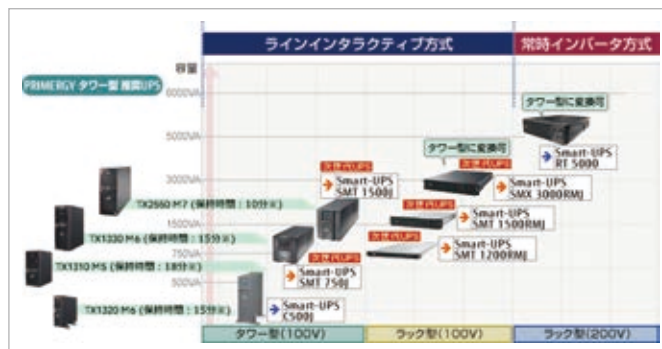 ラインインタラクティブ方式
常時インバータ方式
容量
PRIMERGY タワー型 推奨UPS
6000VA
5000VA
3000VA
1500VA
750VA
500VA
タワー型に変換可
タワー型に変換可
Smart-UPS
RT 5000
次世代UPS
Smart-UPS
SMT 1500J
次世代UPS
Smart-UPS
SMX 3000RMJ
TX2550 M7 (保持時間：10分※)
次世代UPS
Smart-UPS
SMT 1500RMJ
TX1330 M6 (保持時間：15分※)
次世代UPS
Smart-UPS
SMT 750J
次世代UPS
Smart-UPS
SMT 1200RMJ
TX1310 M5 (保持時間：18分※)
TX1320 M6 (保持時間：15分※)
Smart-UPS
C500J
タワー型(100V)
ラック型(100V)
ラック型(200V)